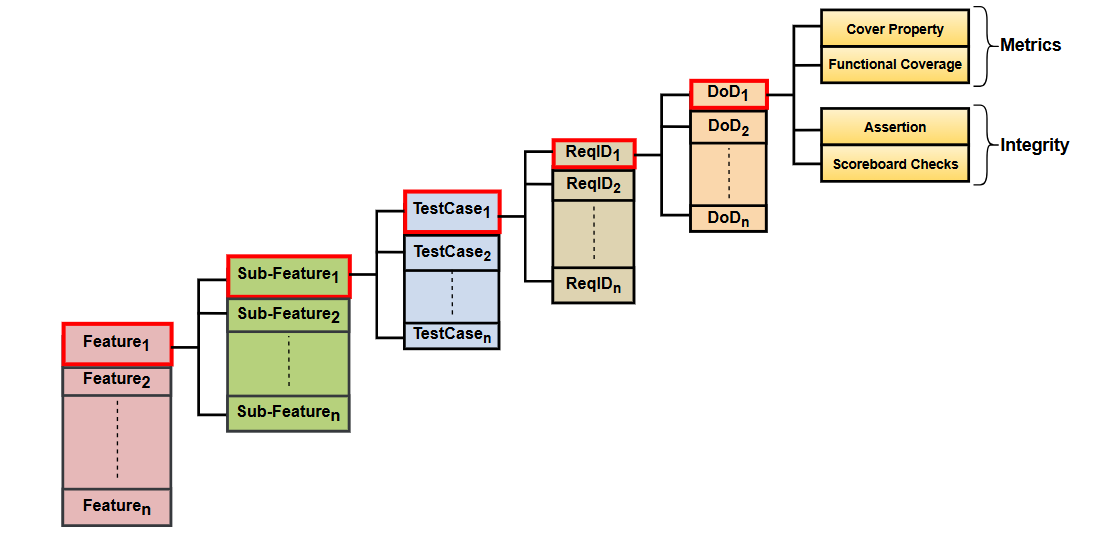 Feature1
Feature2
Featuren
Sub-Feature1
Sub-Feature2
Sub-Featuren
TestCase1
TestCase2
TestCasen
ReqID1
ReqID2
ReqIDn
DoD1
DoD2
DoDn
Cover Property
Functional Coverage
Metrics
Assertion
Scoreboard Checks
Integrity